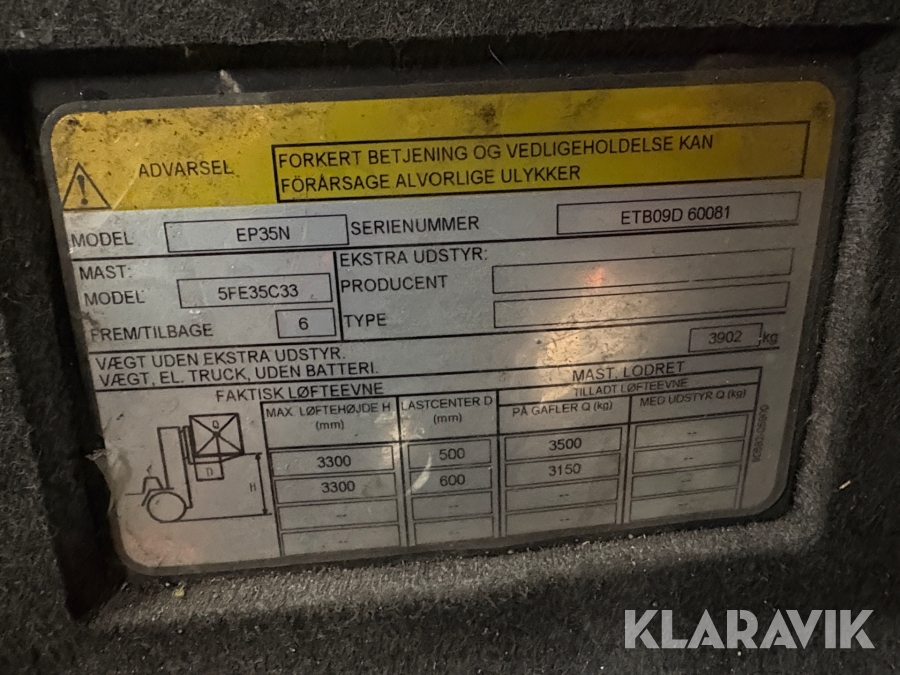 ADVARSEL
FORKERT BETJENING OG VEDLIGEHOLDELSE KAN
FÖRÅRSAGE ALVORLIGE ULYKKER
MODEL EP35N SERIENUMMER ETB09D 60081
MAST:
MODEL 5FE35C33
FREM/TILBAGE 6
EKSTRA UDSTYR:
PRODUCENT
TYPE
VÆGT UDEN EKSTRA UDSTYR.
VÆGT, EL. TRUCK, UDEN BATTERI.
3902 kg
FAKTISK LØFTEEVNE
MAST. LODRET
TILLADT LØFTEEVNE
MAX. LØFTEHØJDE H (mm)
LASTCENTER D (mm)
PÅ GAFLER Q (kg)
MED UDSTYR Q (kg)
3300 500 3500 --
3300 600 3150 --
-- -- -- --
-- -- -- --
Q
D
H
KLARAVIK